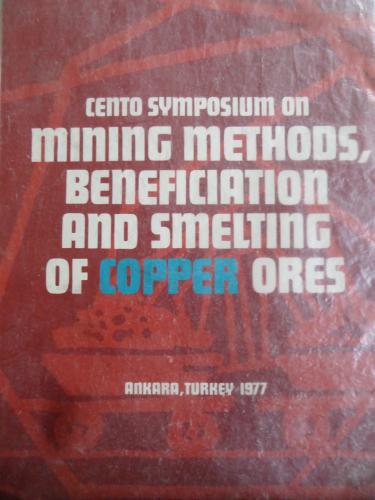 CENTO SYMPOSIUM ON
MINING METHODS,
BENEFICIATION
AND SMELTING
OF COPPER ORES
ANKARA, TURKEY 1977